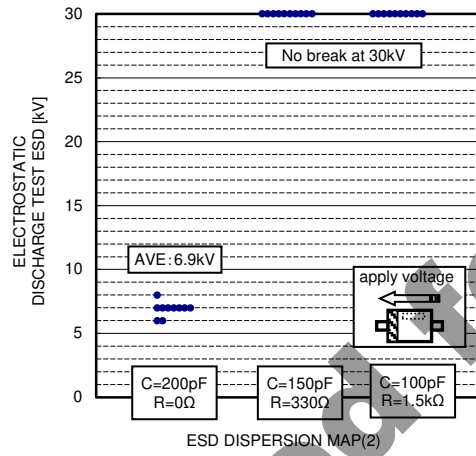 ELECTROSTATIC
DISCHARGE TEST ESD [kV]
30
25
20
15
10
5
0
No break at 30kV
AVE:6.9kV
apply voltage
C=200pF
R=0Ω
C=150pF
R=330Ω
C=100pF
R=1.5kΩ
ESD DISPERSION MAP(2)